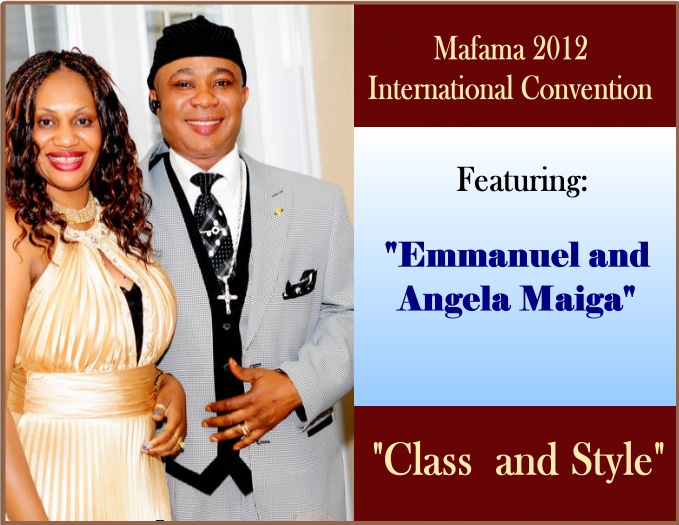 Mafama 2012
International Convention
Featuring:
"Emmanuel and
Angela Maiga"
"Class and Style"